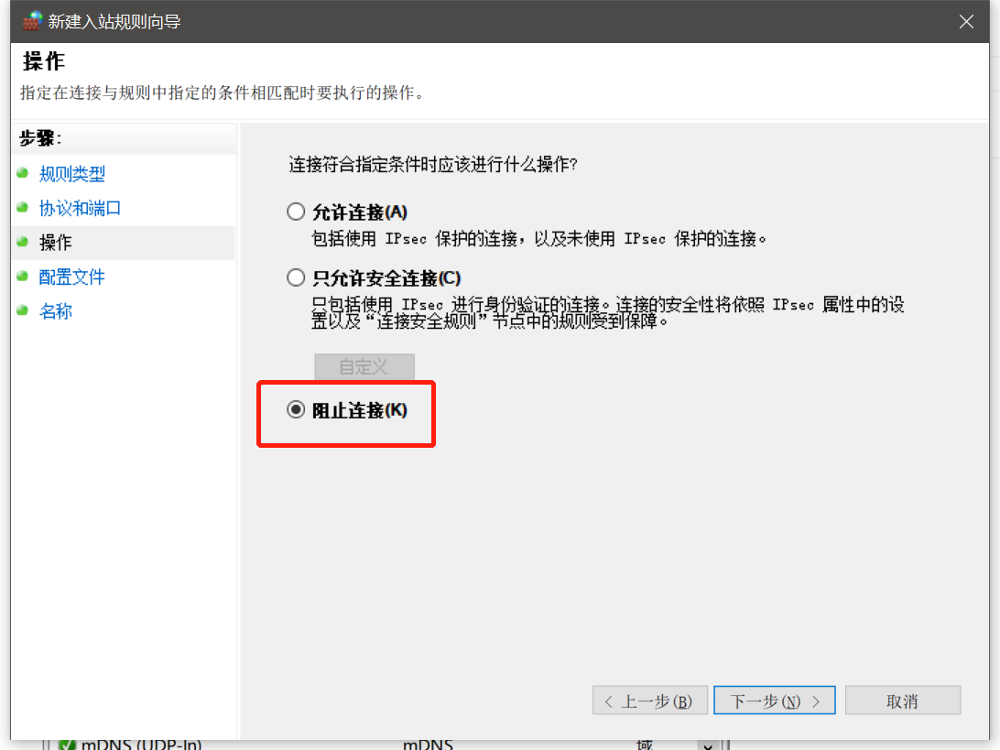 新建入站规则向导
操作
指定在连接与规则中指定的条件相匹配时要执行的操作。
步骤:
规则类型
协议和端口
操作
配置文件
名称
连接符合指定条件时应该进行什么操作?
允许连接(A)
包括使用 IPsec 保护的连接，以及未使用 IPsec 保护的连接。
只允许安全连接(C)
只包括使用 IPsec 进行身份验证的连接。连接的安全性将依照 IPsec 属性中的设
置以及“连接安全规则”节点中的规则受到保障。
自定义
阻止连接(K)
< 上一步(B)
下一步(N) >
取消
mDNS (UDP-In)
mDNS
域